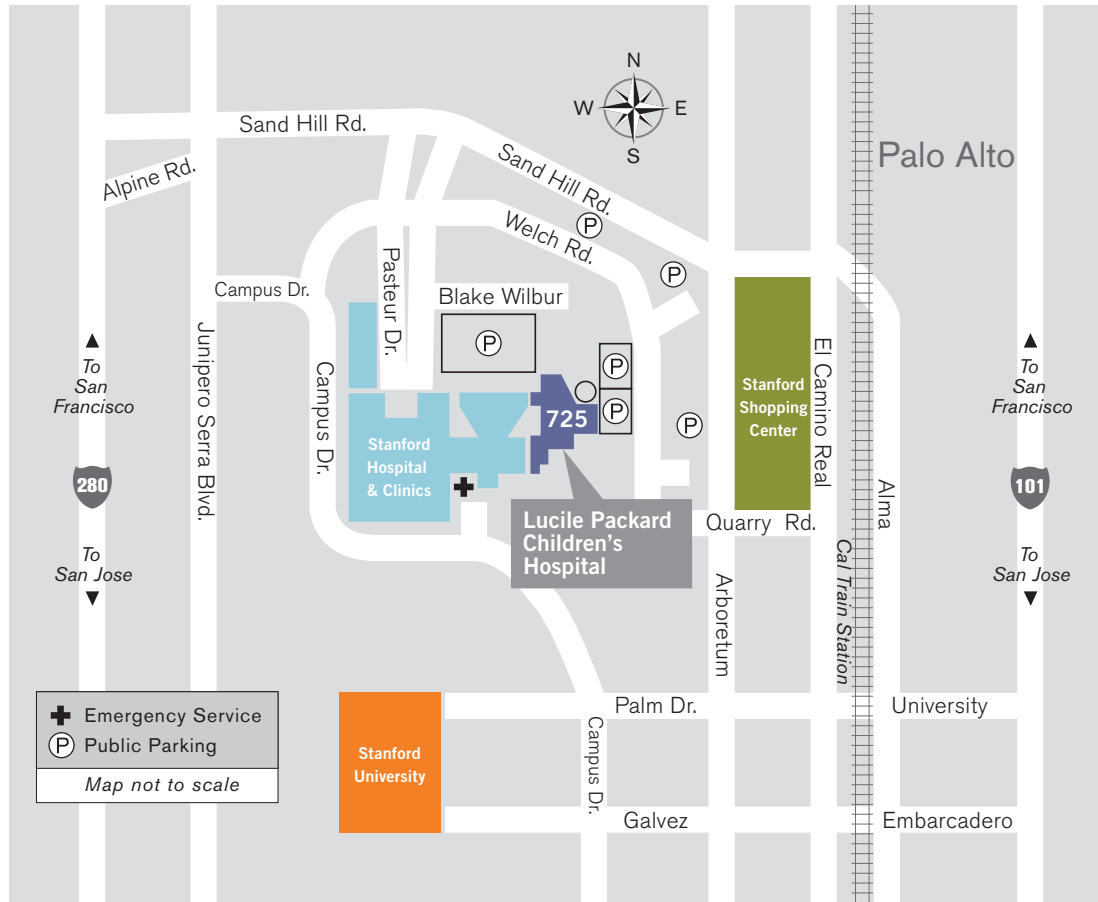 N
W
E
S
Sand Hill Rd.
Sand Hill Rd.
Palo Alto
Alpine Rd.
Welch Rd.
P
Pasteur Dr.
P
Campus Dr.
Blake Wilbur
P
To
San
Francisco
280
To
San Jose
Junipero Serra Blvd.
Campus Dr.
P
P
P
725
Stanford
Hospital
& Clinics
Stanford
Shopping
Center
El Camino Real
To
San
Francisco
101
To
San Jose
Alma
Lucile Packard
Children's
Hospital
Quarry Rd.
Arboretum
Cal Train Station
Palm Dr.
University
Emergency Service
P Public Parking
Map not to scale
Stanford
University
Campus Dr.
Galvez
Embarcadero